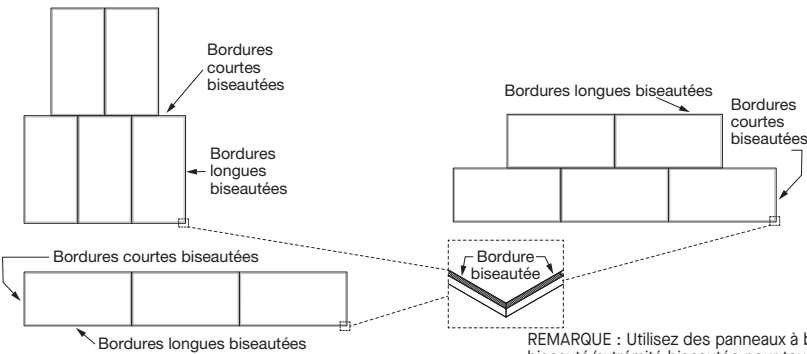 Bordures
courtes
biseautées
Bordures
longues
biseautées
Bordures longues biseautées
Bordures
courtes
biseautées
Bordures courtes biseautées
Bordures longues biseautées
Bordure
biseautée
REMARQUE : Utilisez des panneaux à